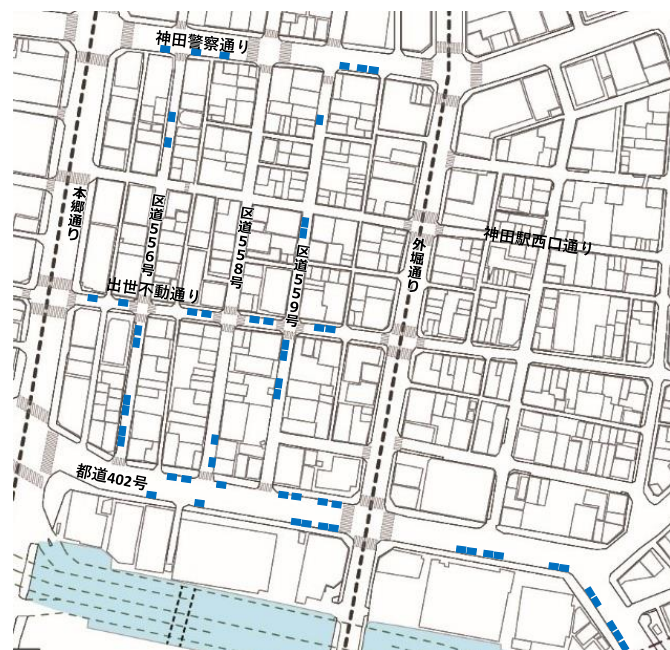 神田警察通り
本郷通り
区道556号
区道558号
区道559号
外堀通り
神田駅西口通り
出世不動通り
都道402号